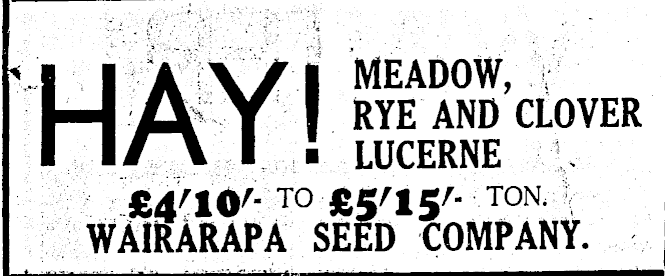 HAY!
MEADOW,
RYE AND CLOVER
LUCERNE
£4'10'- TO £5'15'- TON.
WAIRARAPA SEED COMPANY.